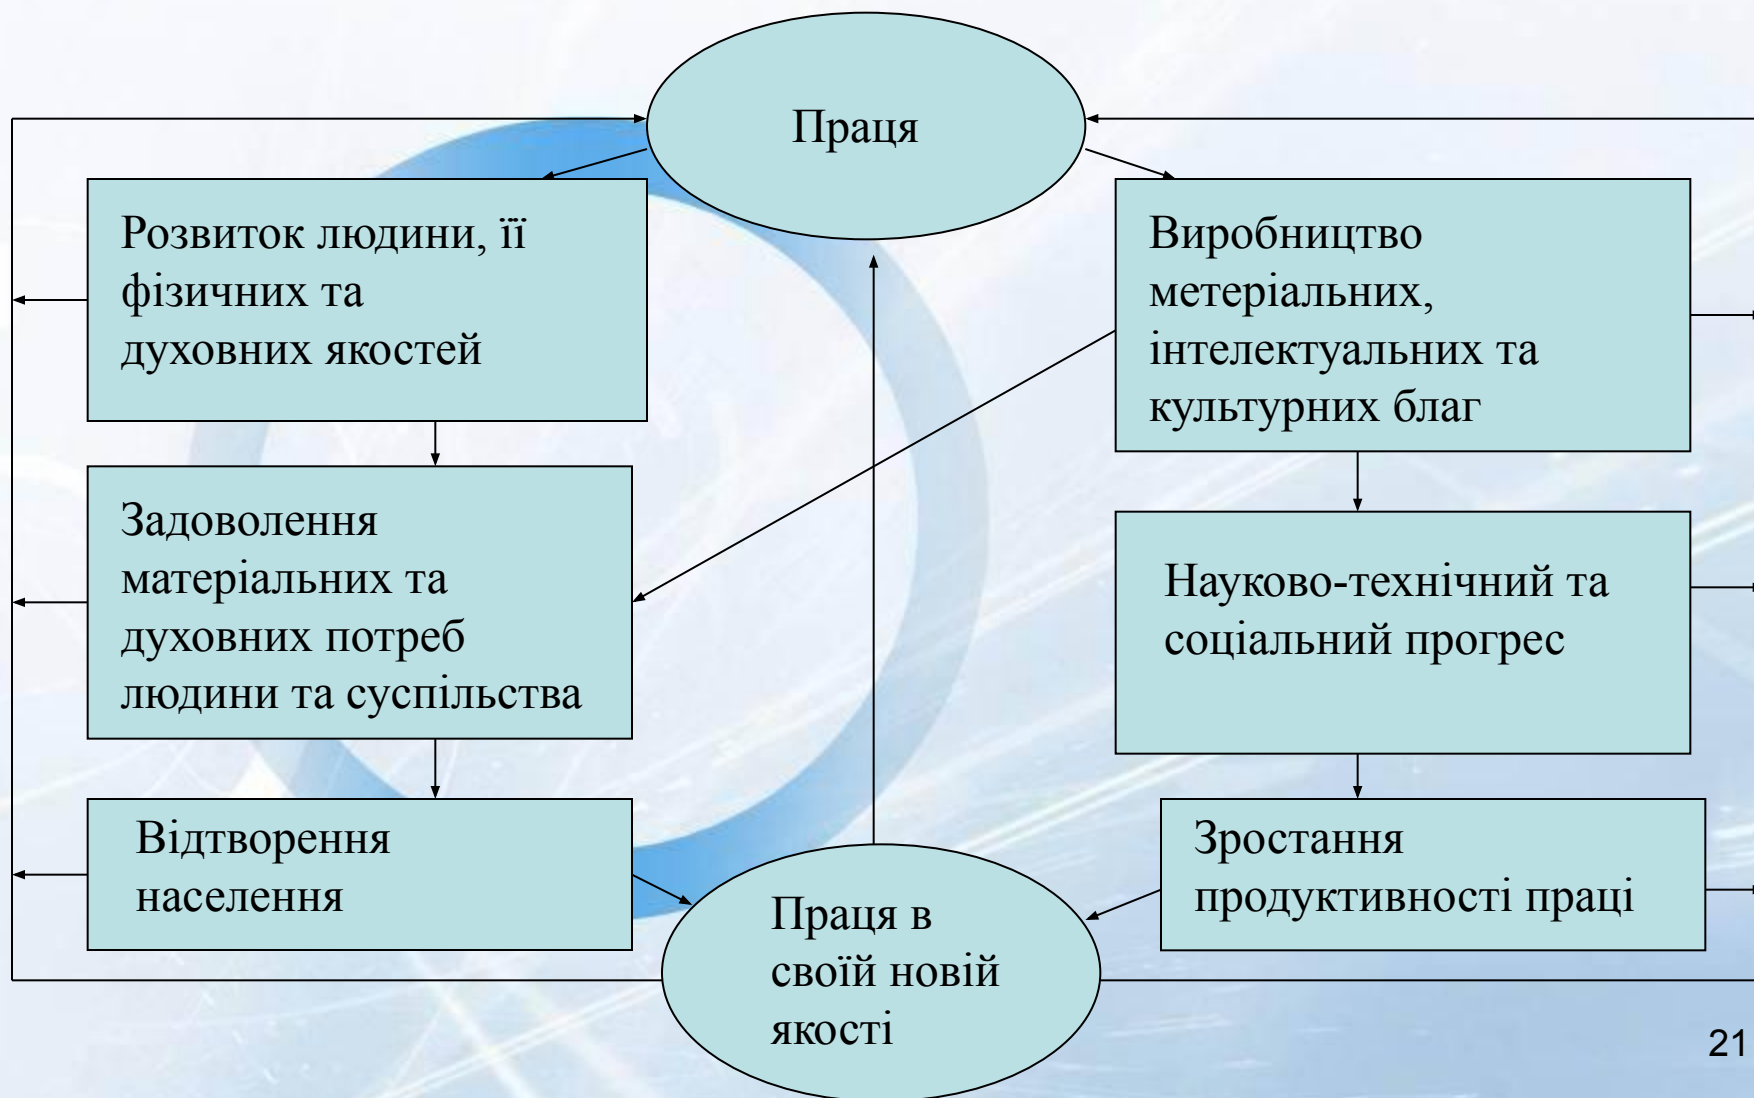 Праця
Розвиток людини, її
фізичних та
духовних якостей
Виробництво
метеріальних,
інтелектуальних та
культурних благ
Задоволення
матеріальних та
духовних потреб
людини та суспільства
Науково-технічний та
соціальний прогрес
Відтворення
населення
Зростання
продуктивності праці
Праця в
своїй новій
якості
21